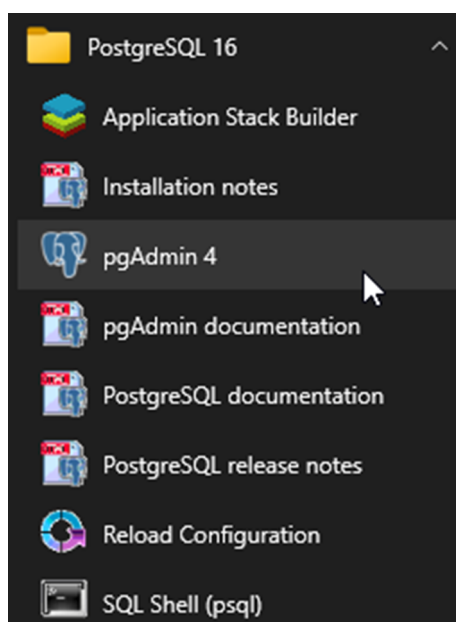 PostgreSQL 16
Application Stack Builder
Installation notes
pgAdmin 4
pgAdmin documentation
PostgreSQL documentation
PostgreSQL release notes
Reload Configuration
SQL Shell (psql)